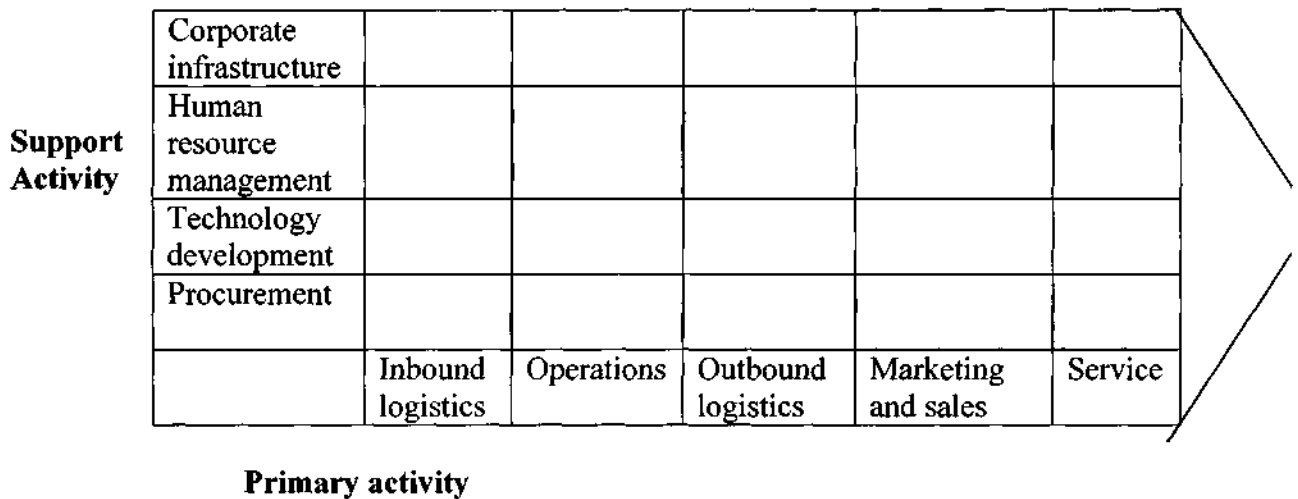 Corporate
infrastructure
Human
resource
management
Support
Activity
Technology
development
Procurement
Inbound
logistics
Operations
Outbound
logistics
Marketing
and sales
Service
Primary activity